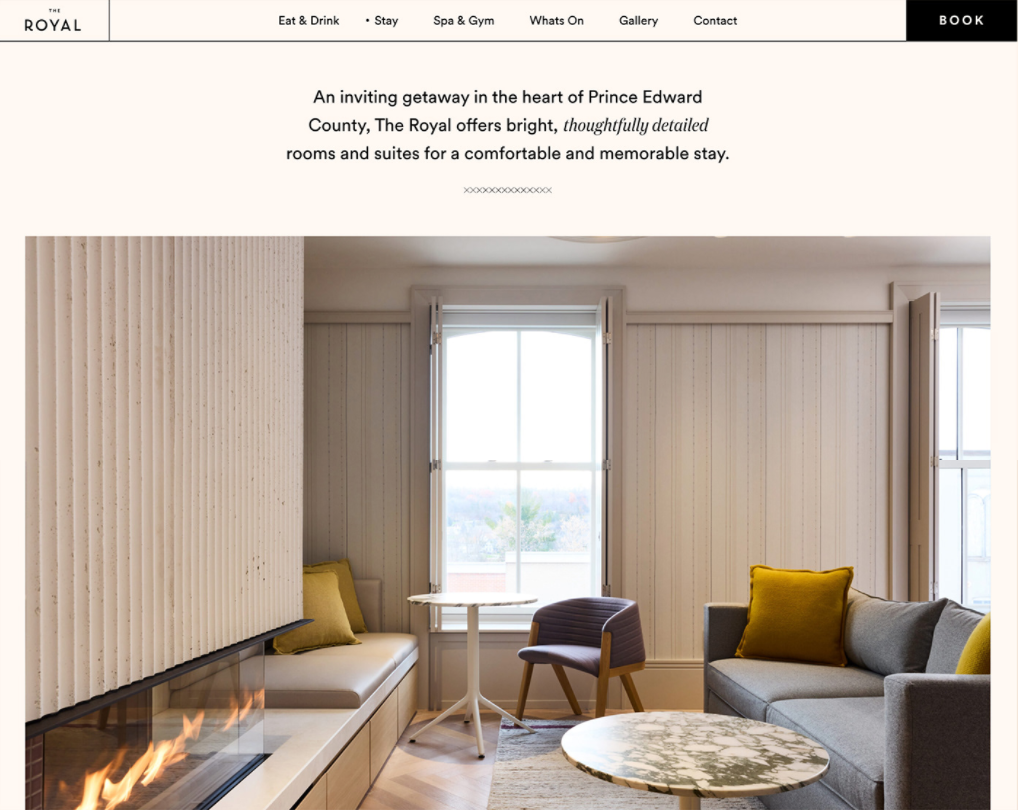 THE
ROYAL
Eat & Drink
• Stay
Spa & Gym
Whats On
Gallery
Contact
BOOK
An inviting getaway in the heart of Prince Edward
County, The Royal offers bright, thoughtfully detailed
rooms and suites for a comfortable and memorable stay.